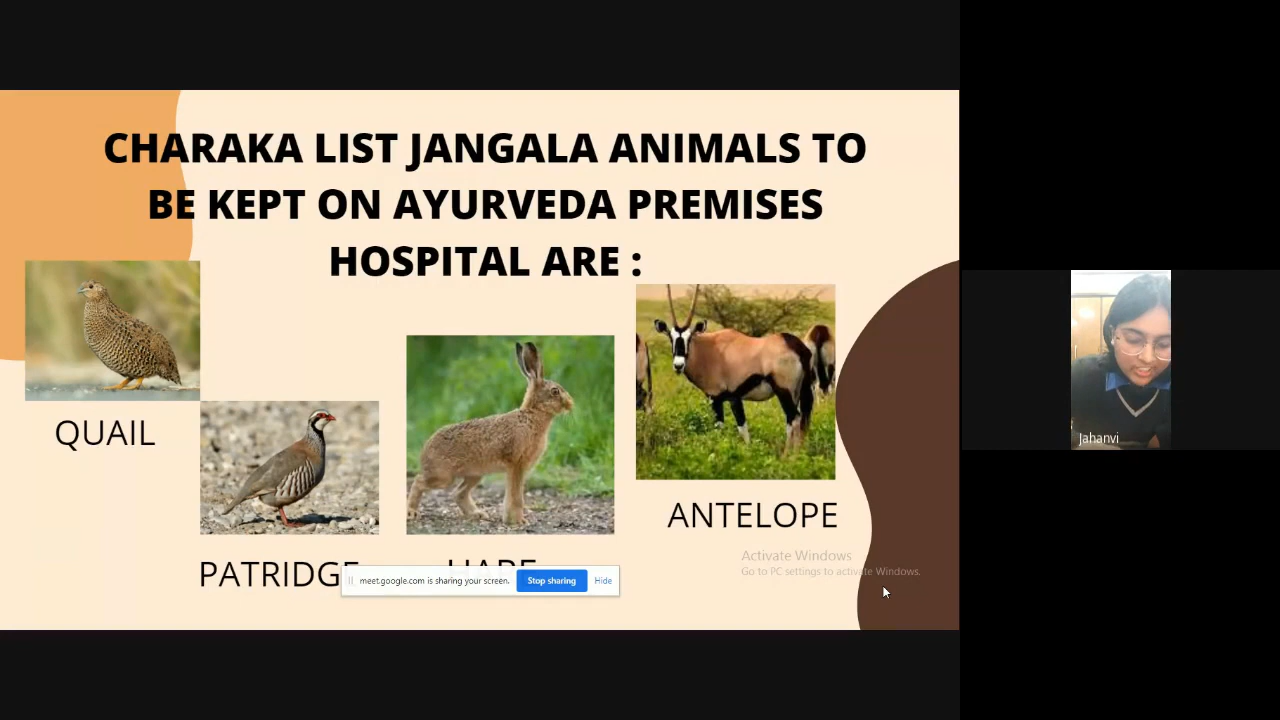 CHARAKA LIST JANGALA ANIMALS TO
BE KEPT ON AYURVEDA PREMISES
HOSPITAL ARE :
QUAIL
PATRIDGE
HARE
ANTELOPE
meet.google.com is sharing your screen.
Stop sharing
Hide
Activate Windows
Go to PC settings to activate Windows.
Jahanvi